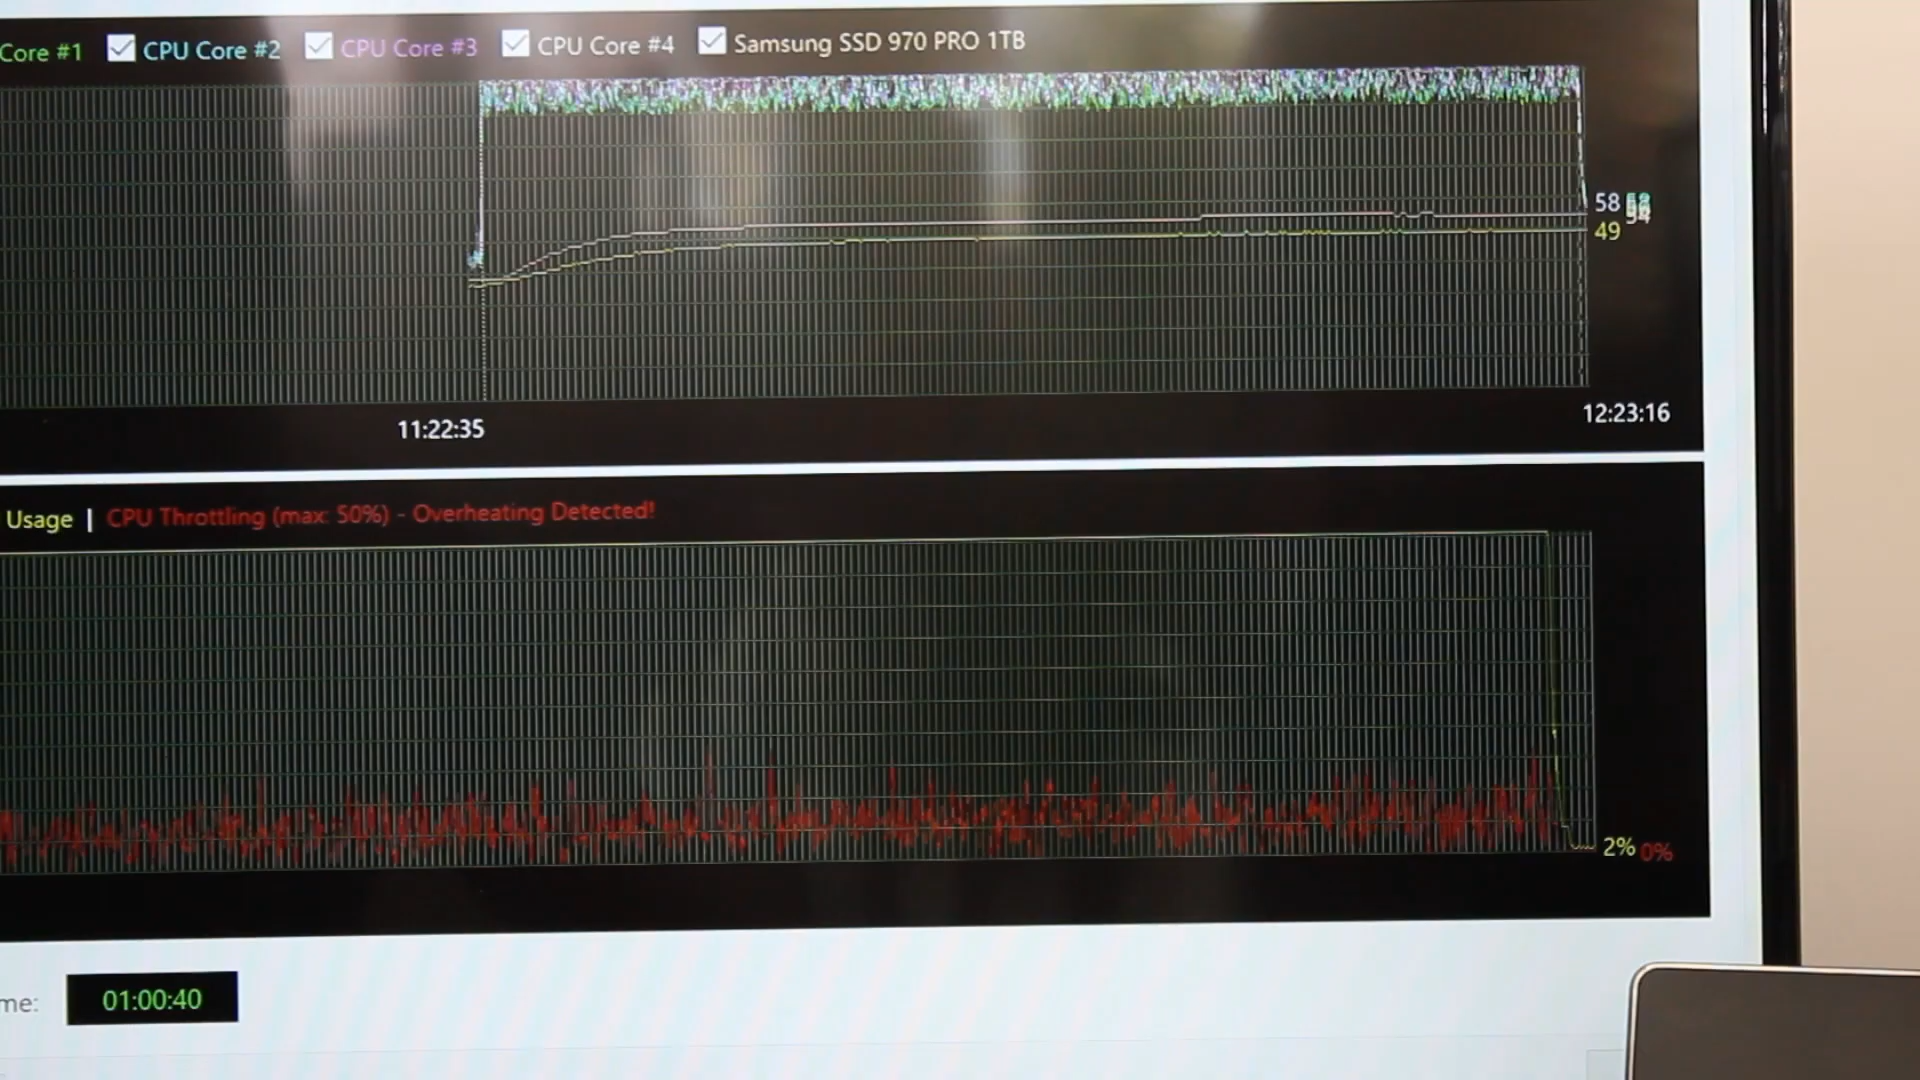 Core #1 CPU Core #2 CPU Core #3 CPU Core #4 Samsung SSD 970 PRO 1TB
58
49
11:22:35 12:23:16
Usage | CPU Throttling (max: 50%) - Overheating Detected!
2% 0%
me: 01:00:40